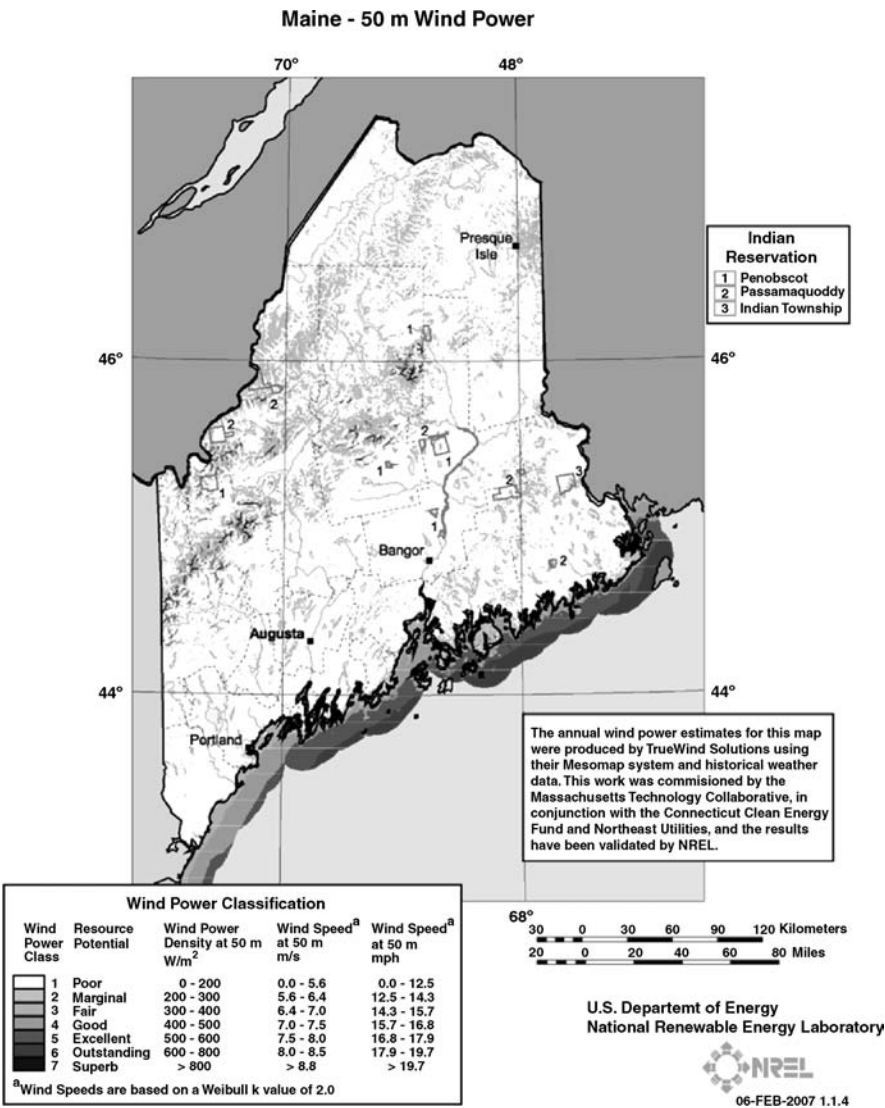 Maine - 50 m Wind Power
70° 48°
Presque
Isle
Indian
Reservation
1 Penobscot
2 Passamaquoddy
3 Indian Township
1
46° 46°
2
2
2
1 1
3
1
2
1
Bangor
2
Augusta
44° 44°
Portland
The annual wind power estimates for this map
were produced by TrueWind Solutions using
their Mesomap system and historical weather
data. This work was commisioned by the
Massachusetts Technology Collaborative, in
conjunction with the Connecticut Clean Energy
Fund and Northeast Utilities, and the results
have been validated by NREL.
Wind Power Classification
Wind Power Class Resource Potential Wind Power Density at 50 m W/m² Wind Speedᵃ at 50 m m/s Wind Speedᵃ at 50 m mph
1 Poor 0 - 200 0.0 - 5.6 0.0 - 12.5
2 Marginal 200 - 300 5.6 - 6.4 12.5 - 14.3
3 Fair 300 - 400 6.4 - 7.0 14.3 - 15.7
4 Good 400 - 500 7.0 - 7.5 15.7 - 16.8
5 Excellent 500 - 600 7.5 - 8.0 16.8 - 17.9
6 Outstanding 600 - 800 8.0 - 8.5 17.9 - 19.7
7 Superb > 800 > 8.8 > 19.7
ᵃWind Speeds are based on a Weibull k value of 2.0
68°
30 0 30 60 90 120 Kilometers
20 0 20 40 60 80 Miles
U.S. Departemt of Energy
National Renewable Energy Laboratory
NREL
06-FEB-2007 1.1.4